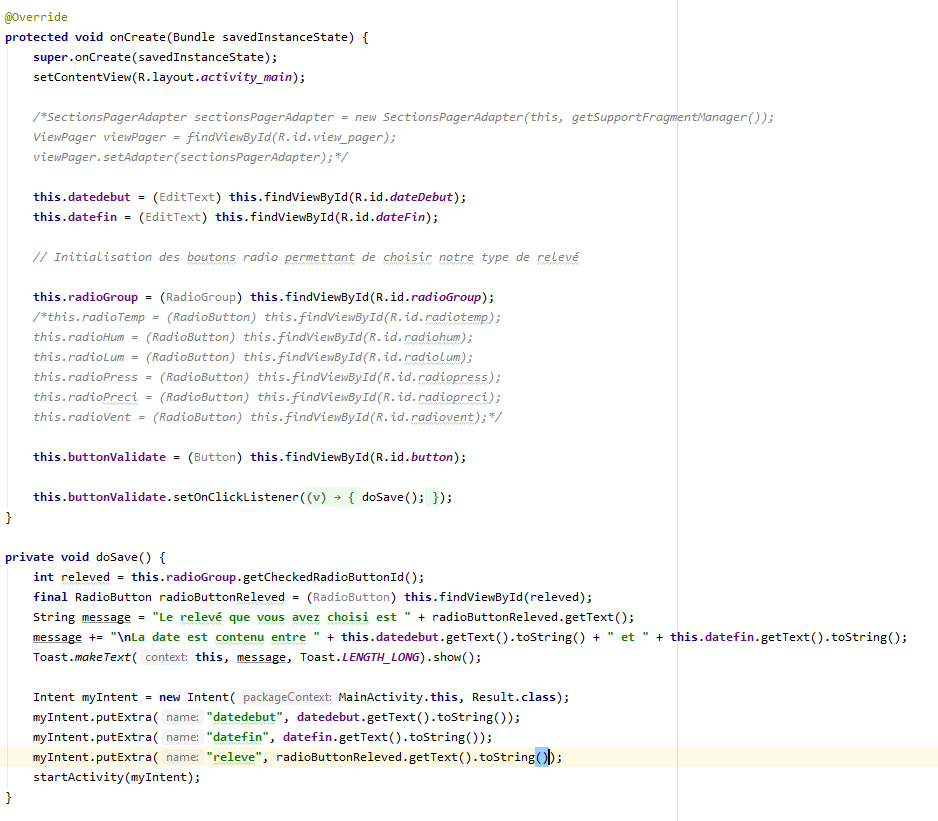 @Override
protected void onCreate(Bundle savedInstanceState) {
super.onCreate(savedInstanceState);
setContentView(R.layout.activity_main);
/*SectionsPagerAdapter sectionsPagerAdapter = new SectionsPagerAdapter(this, getSupportFragmentManager());
ViewPager viewPager = findViewById(R.id.view_pager);
viewPager.setAdapter(sectionsPagerAdapter);*/
this.datedebut = (EditText) this.findViewById(R.id.dateDebut);
this.datefin = (EditText) this.findViewById(R.id.dateFin);
// Initialisation des boutons radio permettant de choisir notre type de relevé
this.radioGroup = (RadioGroup) this.findViewById(R.id.radioGroup);
/*this.radioTemp = (RadioButton) this.findViewById(R.id.radiotemp);
this.radioHum = (RadioButton) this.findViewById(R.id.radiohum);
this.radioLum = (RadioButton) this.findViewById(R.id.radiolum);
this.radioPress = (RadioButton) this.findViewById(R.id.radiopress);
this.radioPreci = (RadioButton) this.findViewById(R.id.radiopreci);
this.radioVent = (RadioButton) this.findViewById(R.id.radiovent);*/
this.buttonValidate = (Button) this.findViewById(R.id.button);
this.buttonValidate.setOnClickListener((v) → { doSave(); });
}
private void doSave() {
int releved = this.radioGroup.getCheckedRadioButtonId();
final RadioButton radioButtonReleved = (RadioButton) this.findViewById(releved);
String message = "Le relevé que vous avez choisi est " + radioButtonReleved.getText();
message += "\nLa date est contenu entre " + this.datedebut.getText().toString() + " et " + this.datefin.getText().toString();
Toast.makeText( context: this, message, Toast.LENGTH_LONG).show();
Intent myIntent = new Intent( packageContext: MainActivity.this, Result.class);
myIntent.putExtra( name: "datedebut", datedebut.getText().toString());
myIntent.putExtra( name: "datefin", datefin.getText().toString());
myIntent.putExtra( name: "releve", radioButtonReleved.getText().toString());
startActivity(myIntent);
}